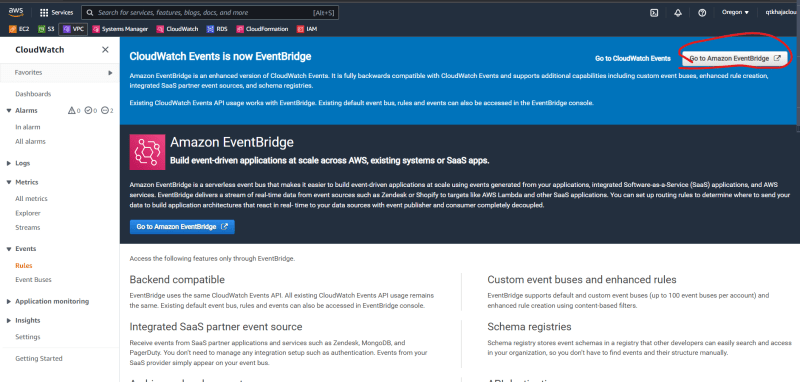 aws
Services
Search for services, features, blogs, docs, and more
[Alt+S]
Oregon
qtkhajacloud
EC2
S3
VPC
Systems Manager
CloudWatch
RDS
CloudFormation
IAM
CloudWatch
Favorites
Dashboards
Alarms
0
0
2
In alarm
All alarms
Logs
Metrics
All metrics
Explorer
Streams
Events
Rules
Event Buses
Application monitoring
Insights
Settings
Getting Started
CloudWatch Events is now EventBridge
Go to CloudWatch Events
Go to Amazon EventBridge
Amazon EventBridge is an enhanced version of CloudWatch Events. It is fully backwards compatible with CloudWatch Events and supports additional capabilities including custom event buses, enhanced rule creation,
integrated SaaS partner event sources, and schema registries.
Existing CloudWatch Events API usage works with EventBridge. Existing default event bus, rules and events can also be accessed in the EventBridge console.
Amazon EventBridge
Build event-driven applications at scale across AWS, existing systems or SaaS apps.
Amazon EventBridge is a serverless event bus that makes it easier to build event-driven applications at scale using events generated from your applications, integrated Software-as-a-Service (SaaS) applications, and AWS
services. EventBridge delivers a stream of real-time data from event sources such as Zendesk or Shopify to targets like AWS Lambda and other SaaS applications. You can set up routing rules to determine where to send your
data to build application architectures that react in real- time to your data sources with event publisher and consumer completely decoupled.
Go to Amazon EventBridge
Access the following features only through EventBridge.
Backend compatible
EventBridge uses the same CloudWatch Events API. All existing CloudWatch Events API usage remains
the same. Existing default event bus, rules and events can also be accessed in EventBridge console.
Custom event buses and enhanced rules
EventBridge supports default and custom event buses (up to 100 event buses per account) and
enhanced rule creation using content-based filters.
Integrated SaaS partner event source
Receive events from SaaS partner applications and services such as Zendesk, MongoDB, and
PagerDuty. You don't need to manage any integration setup such as authentication. Events from your
SaaS provider simply appear on your event bus.
Schema registries
Schema registry stores event schemas in a registry that other developers can easily search and access
in your organization, so you don't have to find events and their structure manually.